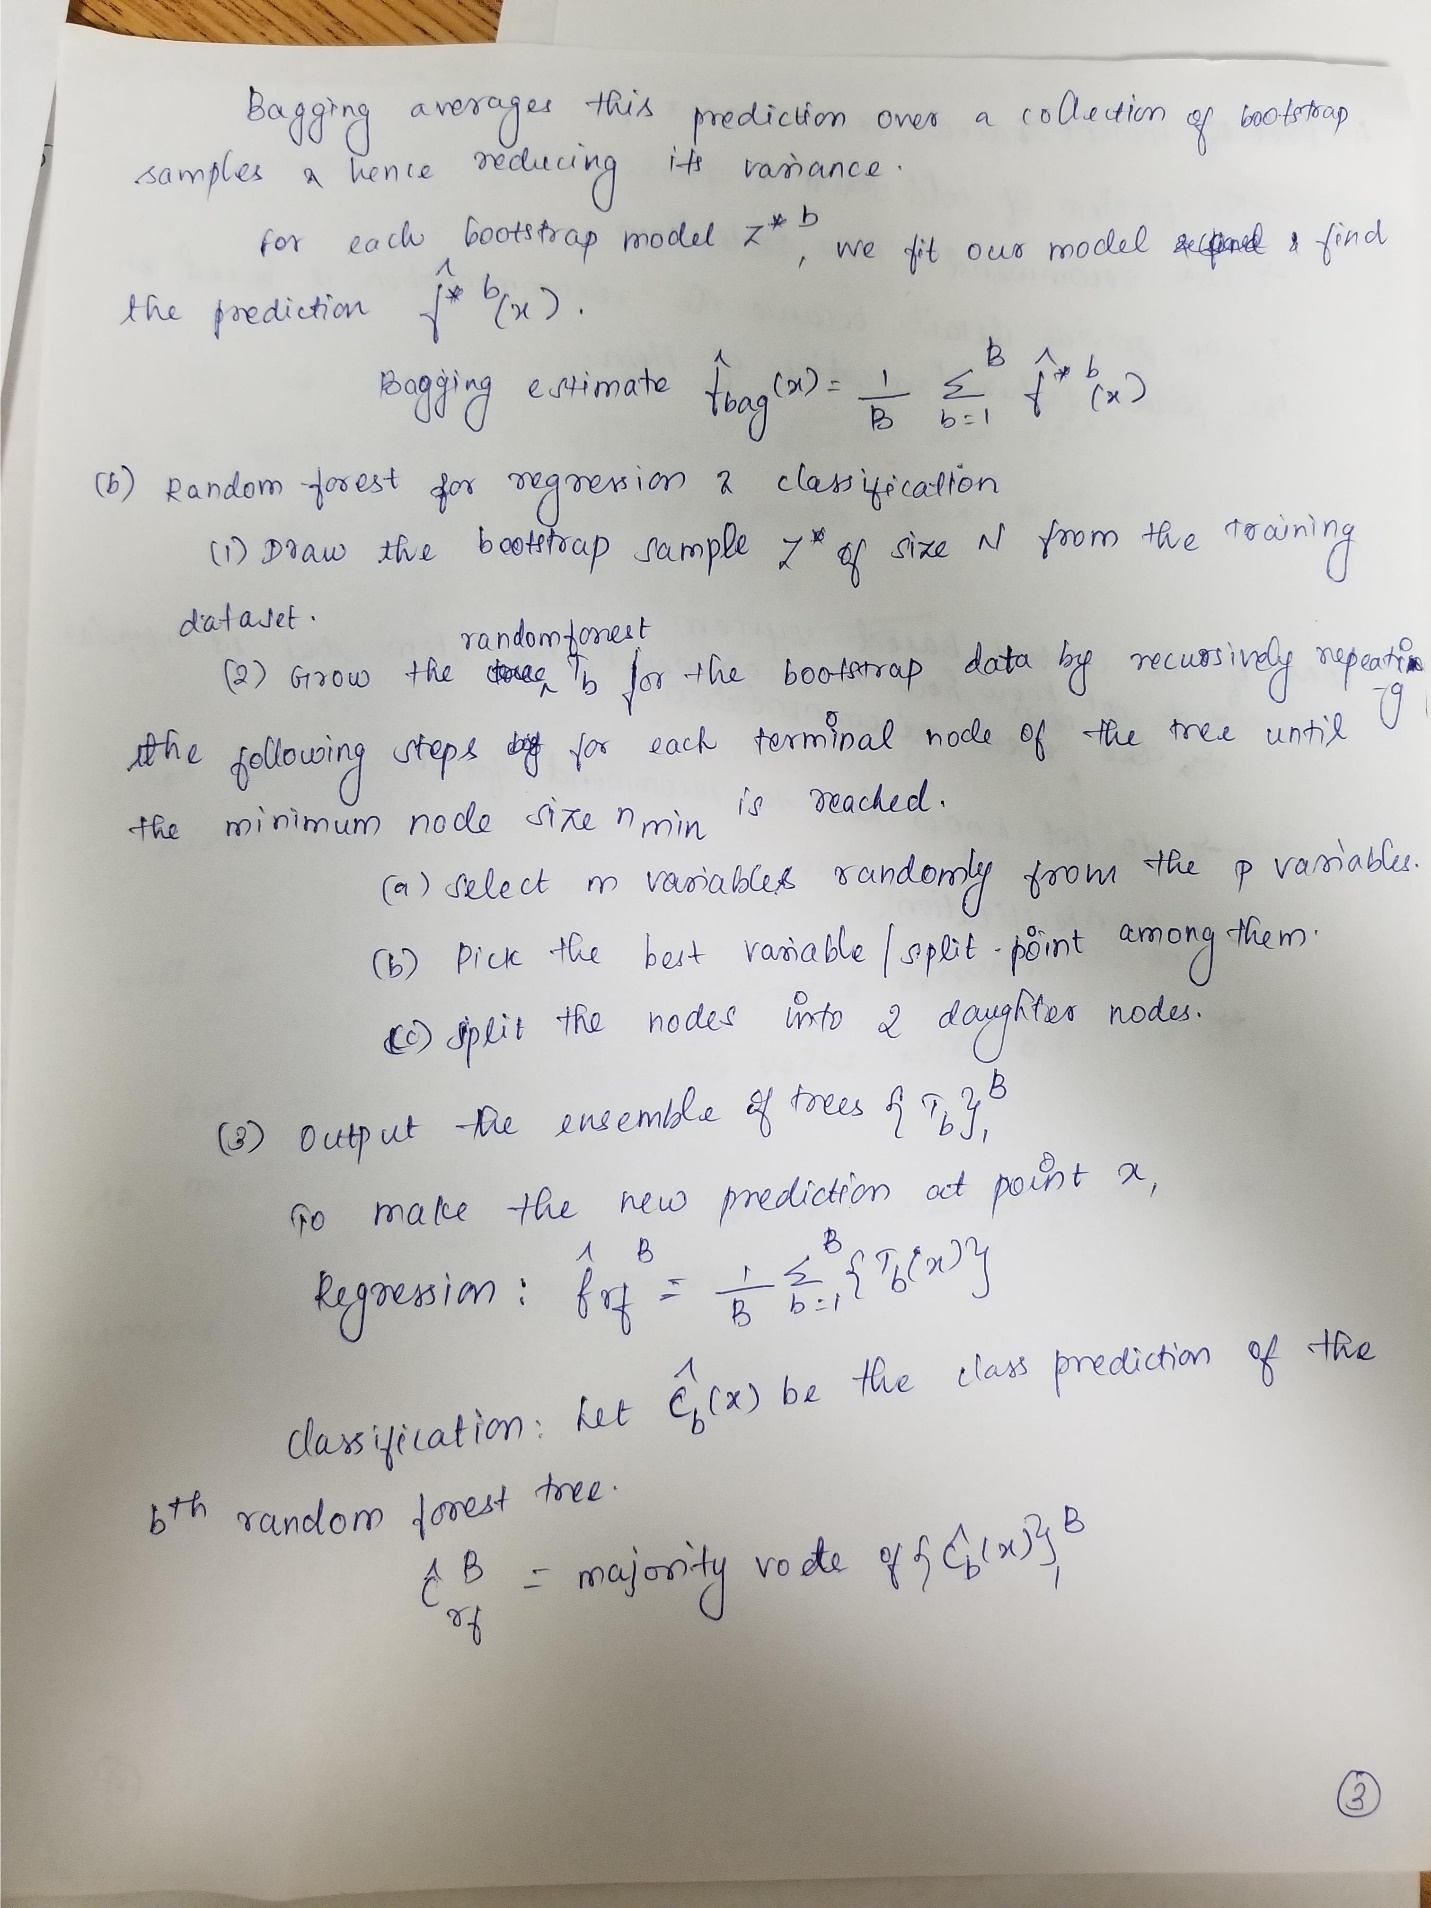 Bagging averages this prediction over a collection of bootstrap
samples & hence reducing its variance.
For each bootstrap model Z*ᵇ, we fit our model & find
the prediction f̂*ᵇ(x).
Bagging estimate f̂bag(x) = 1/B Σ_{b=1}^{B} f̂*ᵇ(x)
(b) Random forest for regression & classification
(1) Draw the bootstrap sample Z* of size N from the training
dataset.
(2) Grow the randomforest T_b for the bootstrap data by recursively repeating
the following steps for each terminal node of the tree until
the minimum node size n_min is reached.
(a) select m variables randomly from the p variables.
(b) Pick the best variable / split-point among them.
(c) split the nodes into 2 daughter nodes.
(3) Output the ensemble of trees {T_b}₁ᴮ
To make the new prediction at point x,
Regression: f̂_rf^B = 1/B Σ_{b=1}^{B} {T_b(x)}
Classification: Let Ĉ_b(x) be the class prediction of the
bth random forest tree.
Ĉ_rf^B = majority vote of {Ĉ_b(x)}₁ᴮ
3